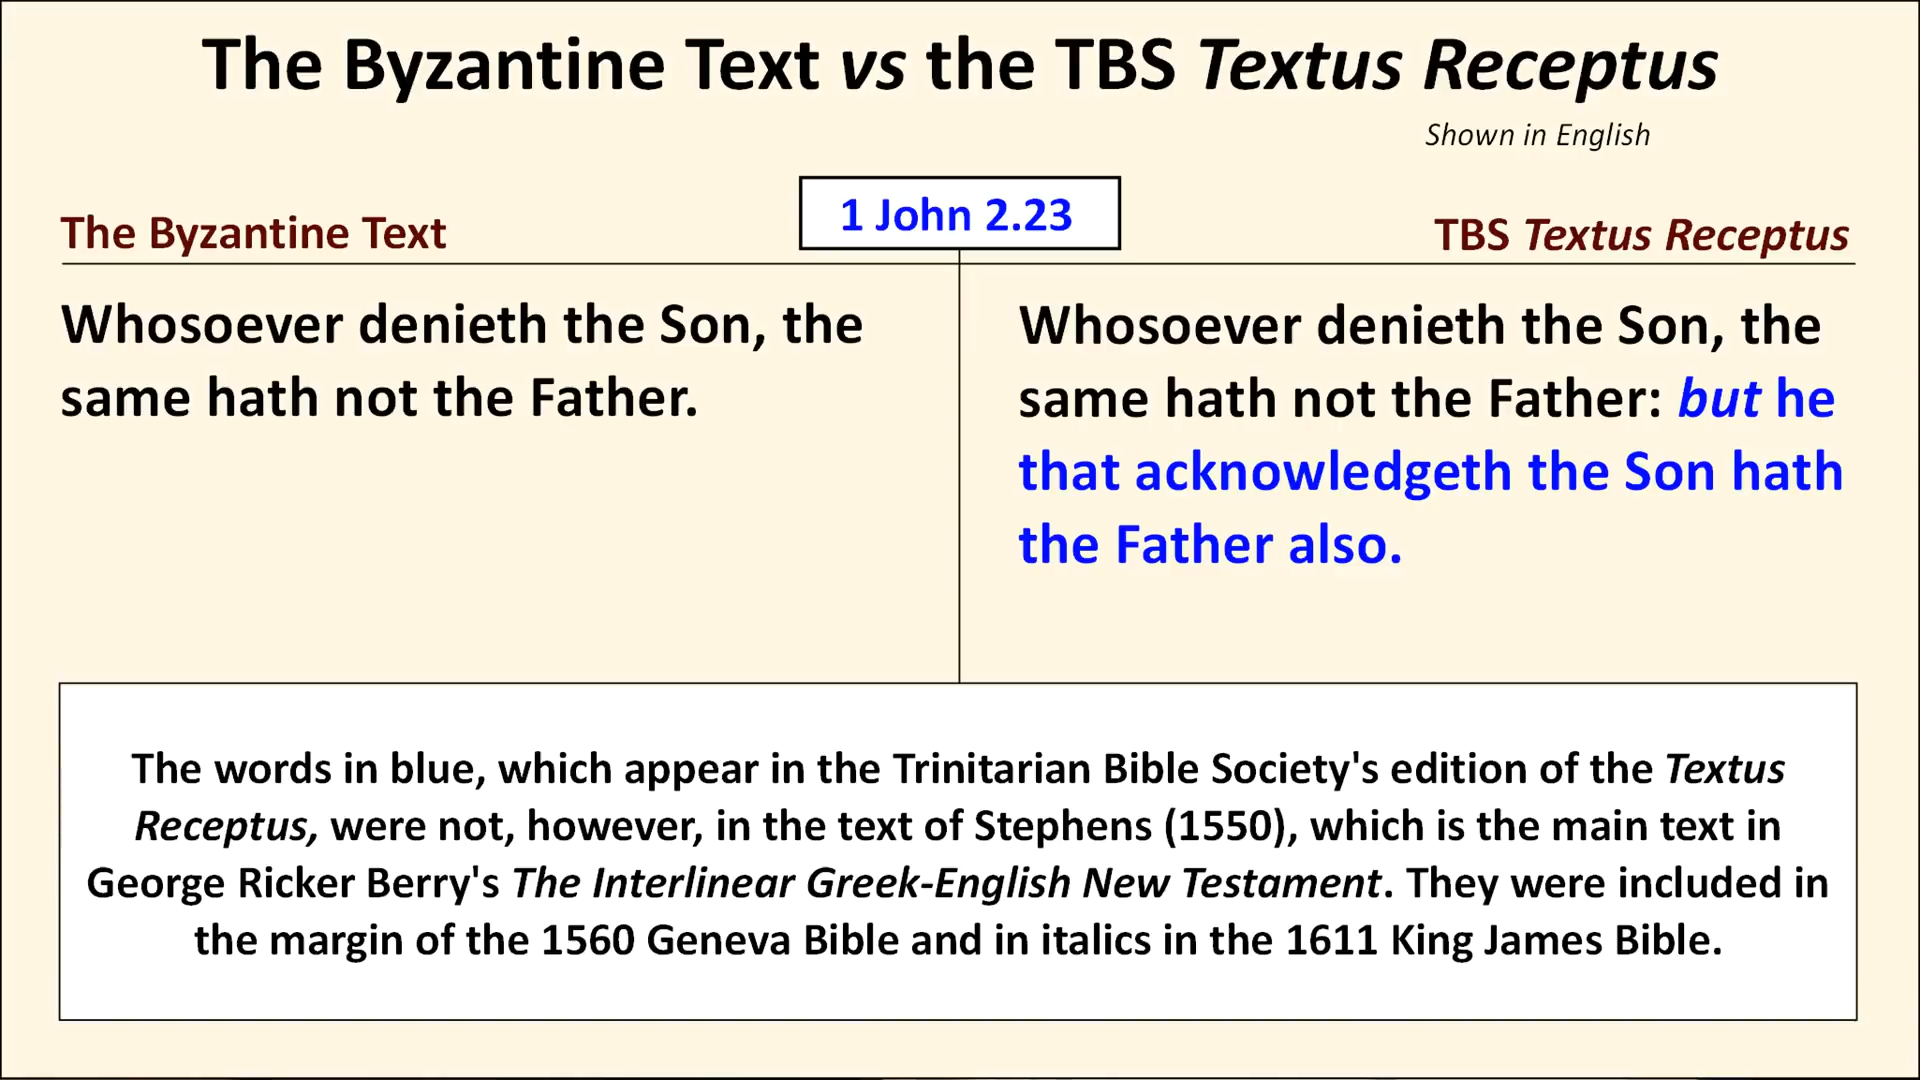 The Byzantine Text vs the TBS Textus Receptus
Shown in English
1 John 2.23
The Byzantine Text
TBS Textus Receptus
Whosoever denieth the Son, the
same hath not the Father.
Whosoever denieth the Son, the
same hath not the Father: but he
that acknowledgeth the Son hath
the Father also.
The words in blue, which appear in the Trinitarian Bible Society's edition of the Textus
Receptus, were not, however, in the text of Stephens (1550), which is the main text in
George Ricker Berry's The Interlinear Greek-English New Testament. They were included in
the margin of the 1560 Geneva Bible and in italics in the 1611 King James Bible.